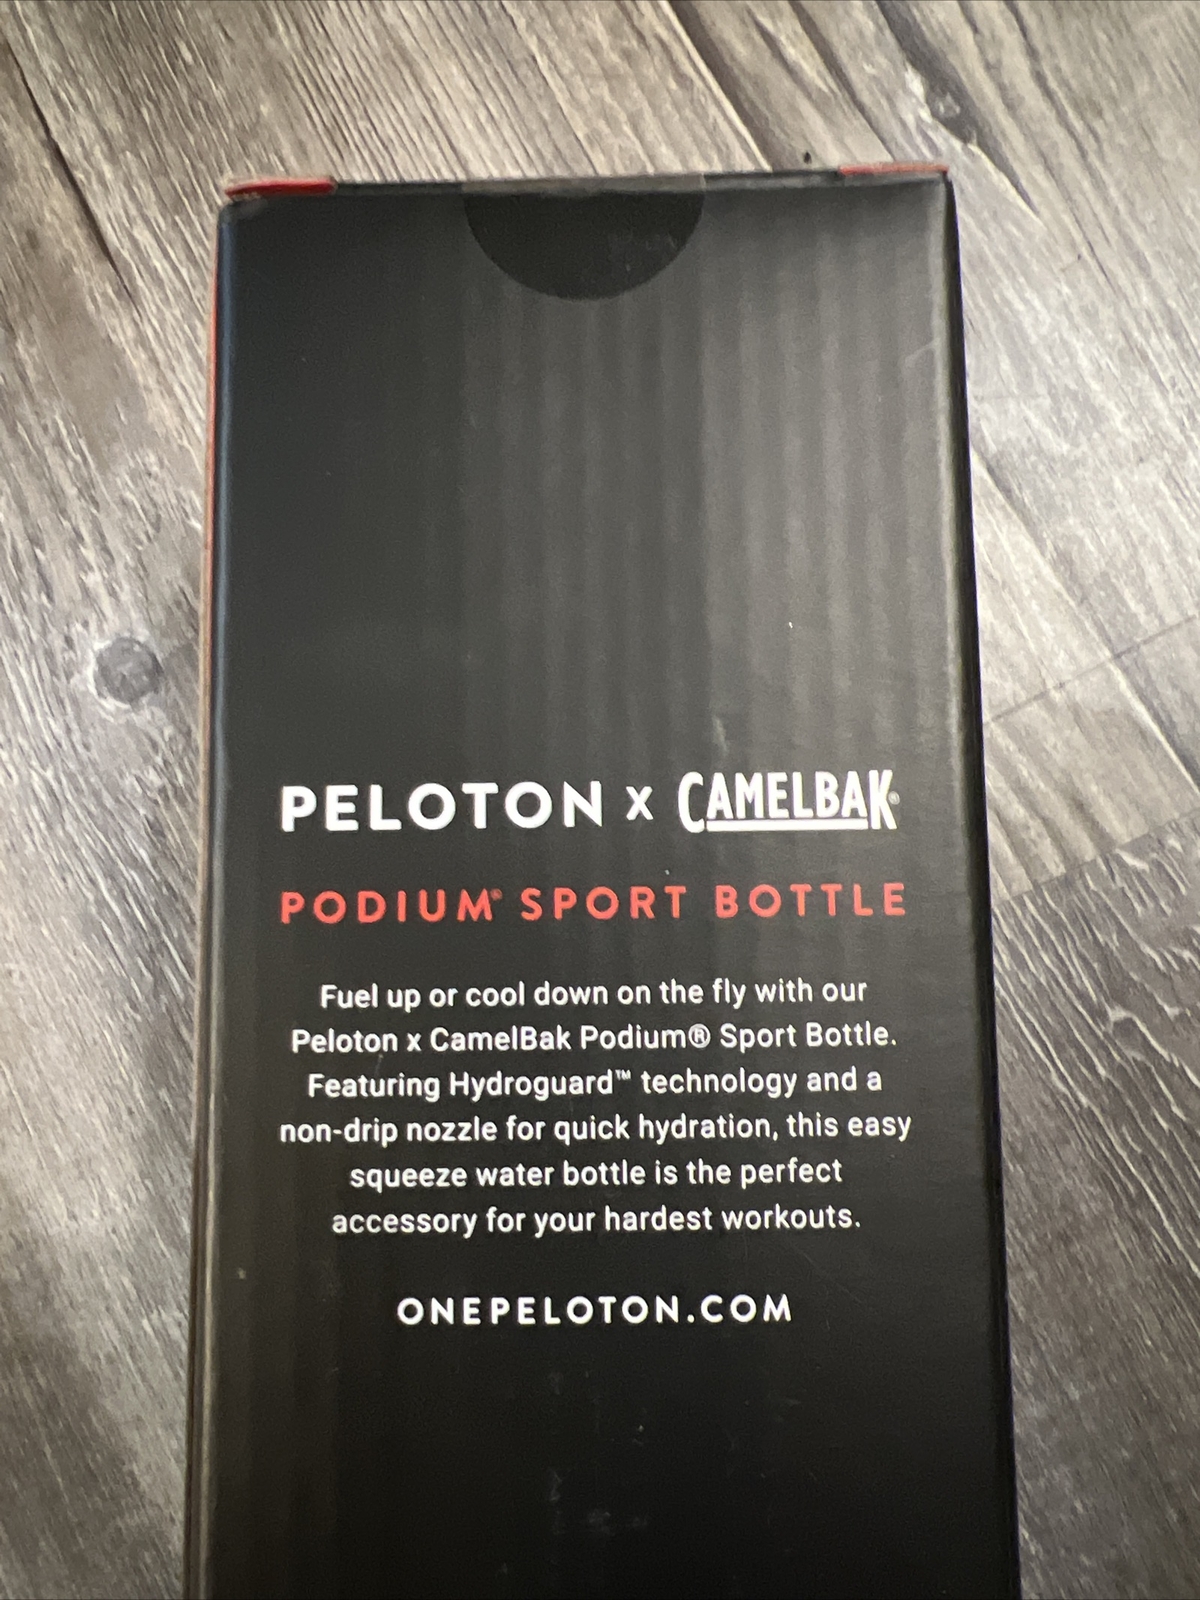 PELOTON X CAMELBAK®
PODIUM® SPORT BOTTLE
Fuel up or cool down on the fly with our
Peloton x CamelBak Podium® Sport Bottle.
Featuring Hydroguard™ technology and a
non-drip nozzle for quick hydration, this easy
squeeze water bottle is the perfect
accessory for your hardest workouts.
ONEPELOTON.COM